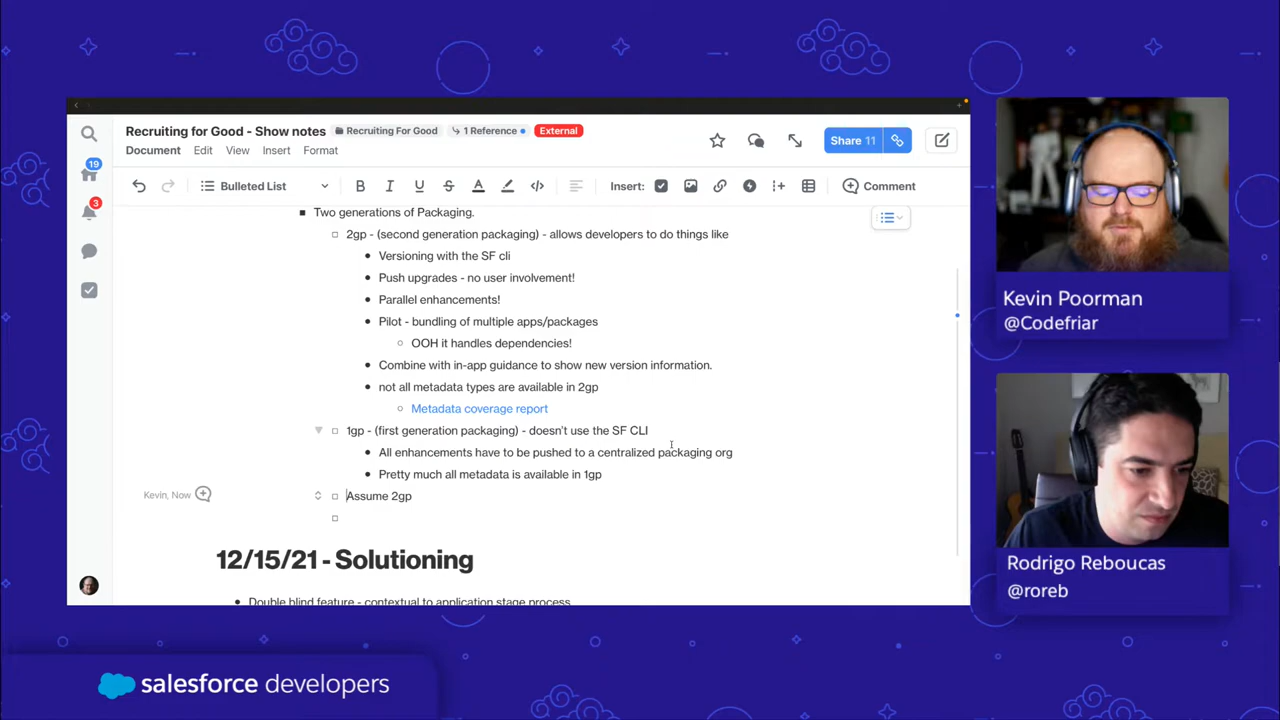 Recruiting for Good - Show notes
Recruiting For Good
1 Reference
External
Document Edit View Insert Format
Share 11
Bulleted List
B I U S A
Insert:
Comment
19
3
Two generations of Packaging.
2gp - (second generation packaging) - allows developers to do things like
Versioning with the SF cli
Push upgrades - no user involvement!
Parallel enhancements!
Pilot - bundling of multiple apps/packages
OOH it handles dependencies!
Combine with in-app guidance to show new version information.
not all metadata types are available in 2gp
Metadata coverage report
1gp - (first generation packaging) - doesn't use the SF CLI
All enhancements have to be pushed to a centralized packaging org
Pretty much all metadata is available in 1gp
Kevin, Now
Assume 2gp
12/15/21 - Solutioning
Double blind feature - contextual to application stage process
Kevin Poorman
@Codefriar
Rodrigo Reboucas
@roreb
salesforce developers